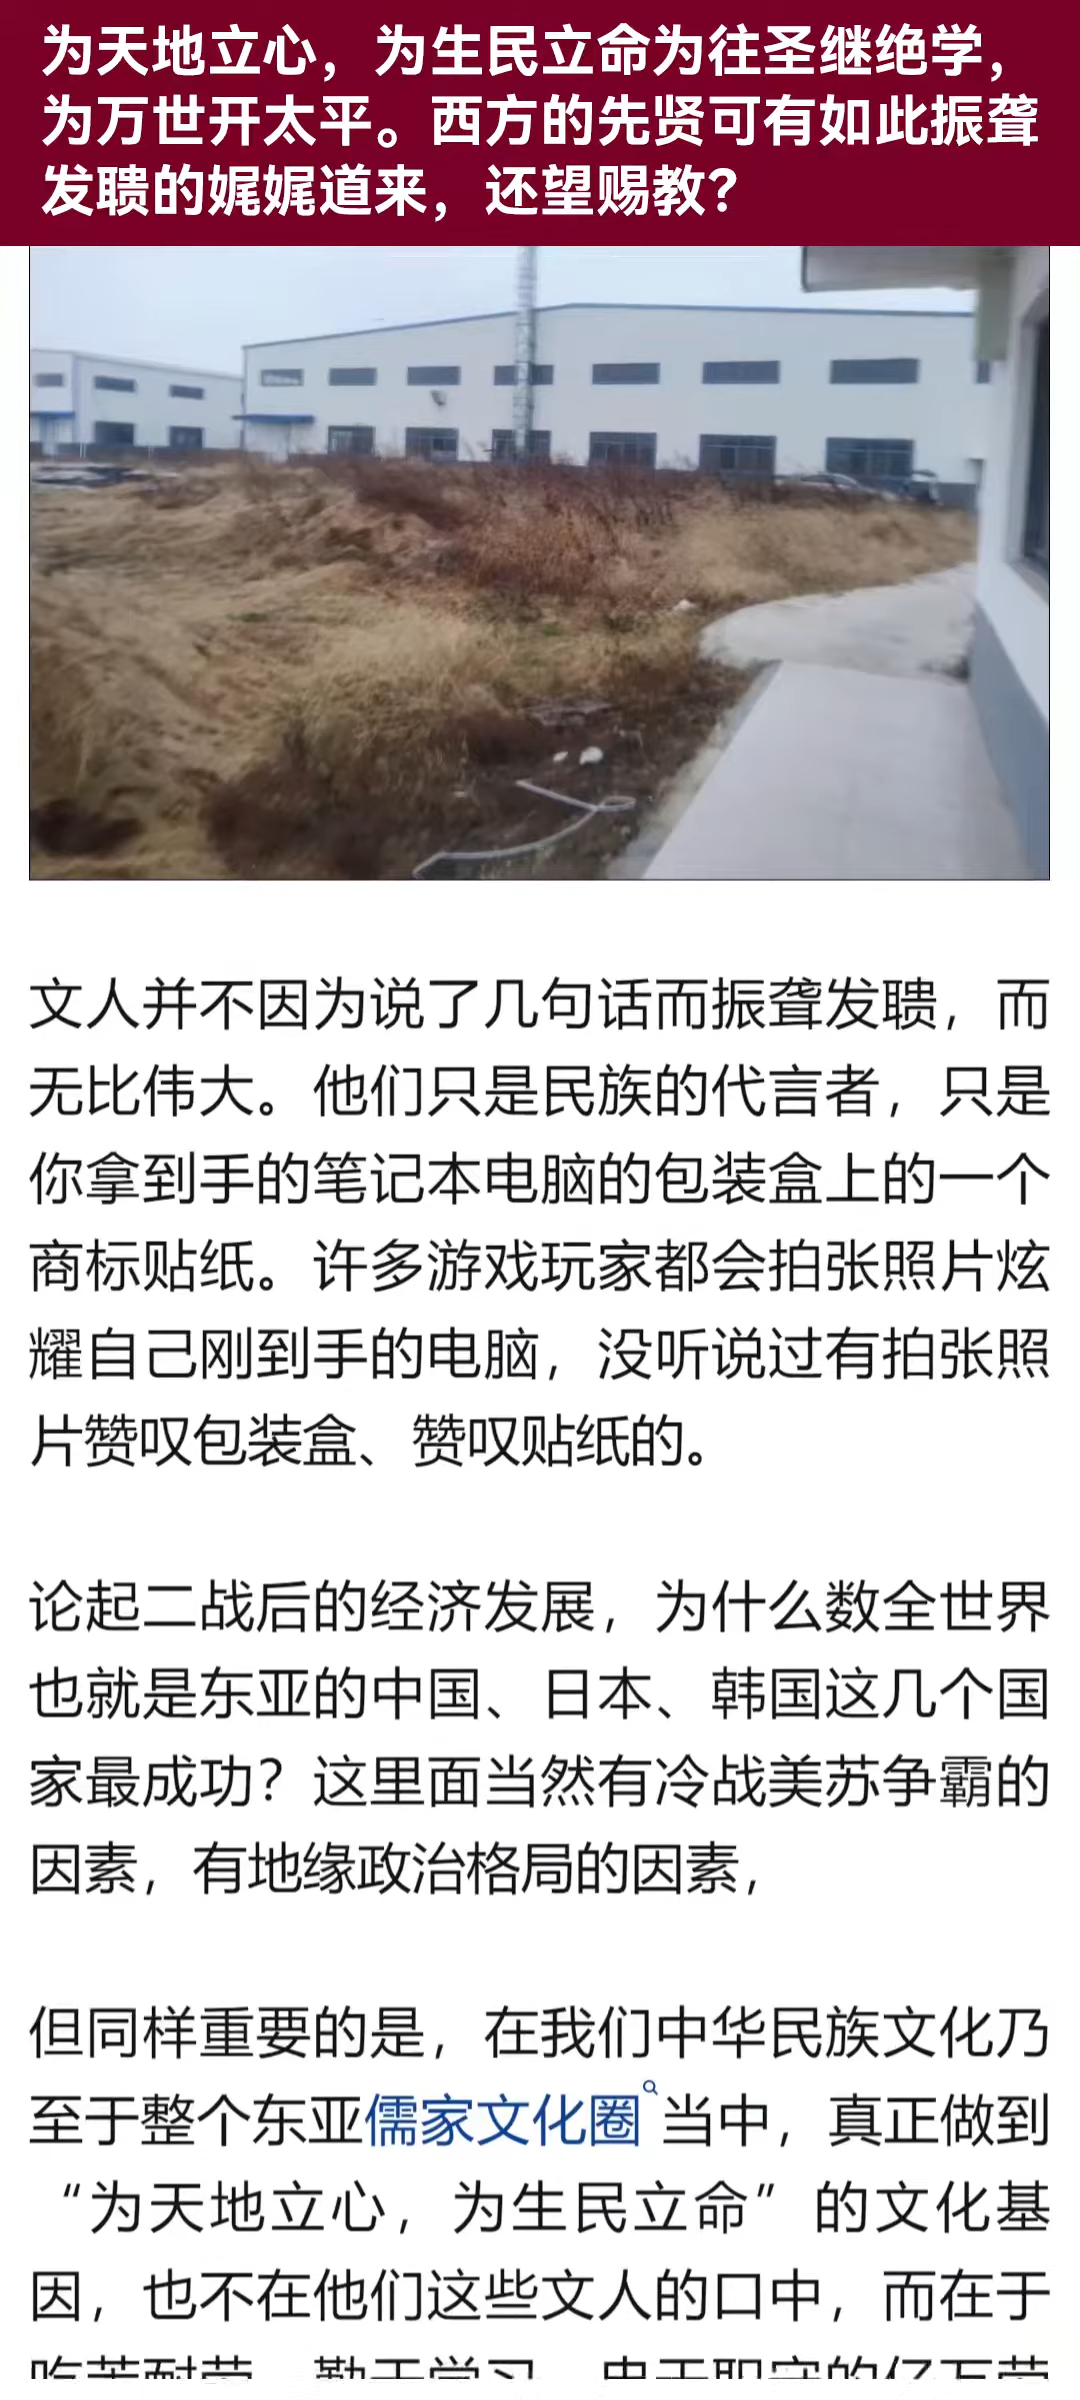 为天地立心，为生民立命为往圣继绝学，
为万世开太平。西方的先贤可有如此振聋
发聩的娓娓道来，还望赐教？
文人并不因为说了几句话而振聋发聩，而
无比伟大。他们只是民族的代言者，只是
你拿到手的笔记本电脑的包装盒上的一个
商标贴纸。许多游戏玩家都会拍张照片炫
耀自己刚到手的电脑，没听说过有拍张照
片赞叹包装盒、赞叹贴纸的。
论起二战后的经济发展，为什么数全世界
也就是东亚的中国、日本、韩国这几个国
家最成功？这里面当然有冷战美苏争霸的
因素，有地缘政治格局的因素，
但同样重要的是，在我们中华民族文化乃
至于整个东亚儒家文化圈当中，真正做到
“为天地立心，为生民立命”的文化基
因，也不在他们这些文人的口中，而在于